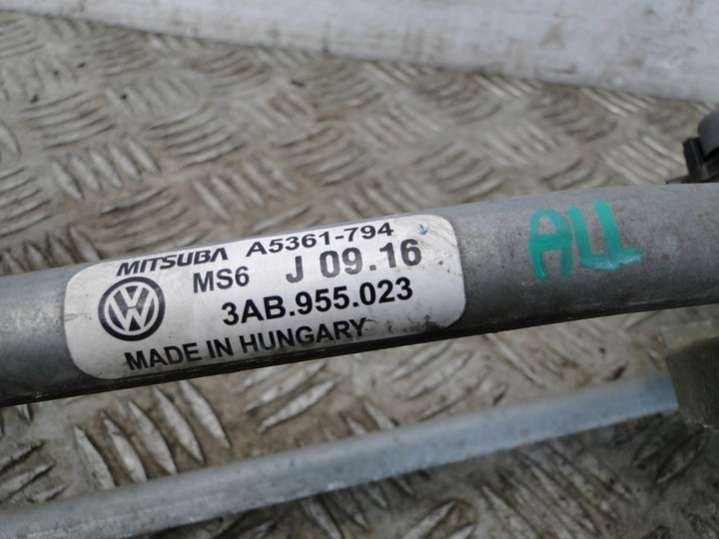 MITSUBA A5361-794
MS6 J 09.16
3AB.955.023
MADE IN HUNGARY
ALL